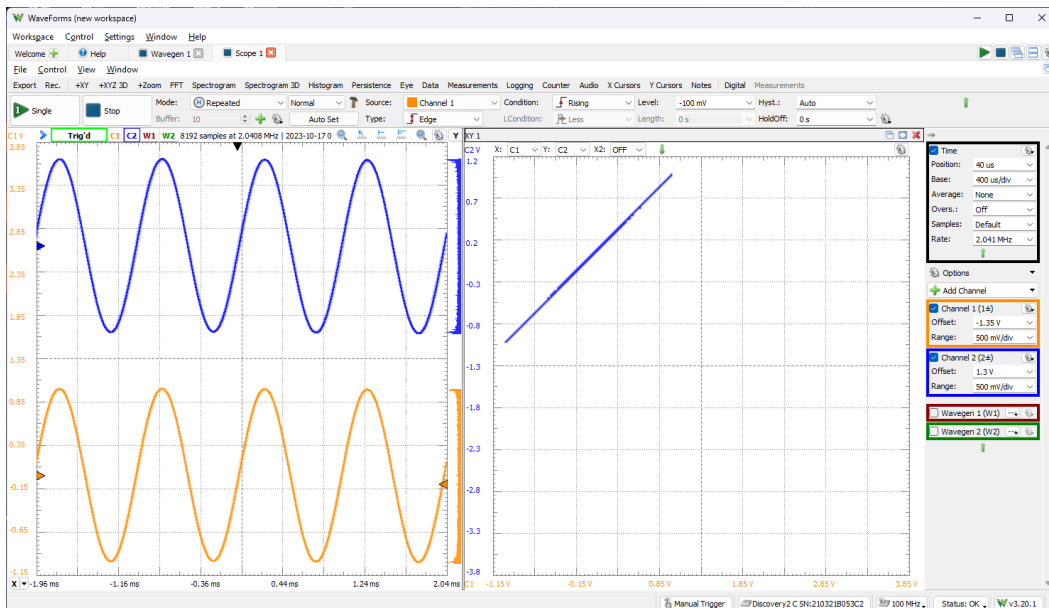 WaveForms (new workspace)
Workspace Control Settings Window Help
Welcome Help Wavegen 1 Scope 1
File Control View Window
Export Rec. +XY +XYZ 3D +Zoom FFT Spectrogram Spectrogram 3D Histogram Persistence Eye Data Measurements Logging Counter Audio X Cursors Y Cursors Notes Digital Measurements
Single Stop Mode: Repeated Normal Source: Channel 1 Condition: Rising Level: -100 mV Hyst.: Auto
Buffer: 10 Auto Set Type: Edge LCondition: Less Length: 0 s HoldOff: 0 s
C1 V Trig'd C1 C2 W1 W2 8192 samples at 2.0408 MHz | 2023-10-17 0 Y
3.85
3.35
2.85
2.35
1.85
1.35
0.85
0.35
-0.15
-0.65
-1.15
X -1.96 ms -1.16 ms -0.36 ms 0.44 ms 1.24 ms 2.04 ms
XY 1
C2 V X: C1 Y: C2 X2: OFF
1.2
0.7
0.2
-0.3
-0.8
-1.3
-1.8
-2.3
-2.8
-3.3
-3.8
C1 -1.15 V -0.15 V 0.85 V 1.85 V 2.85 V 3.85 V
Time
Position: 40 us
Base: 400 us/div
Average: None
Overs.: Off
Samples: Default
Rate: 2.041 MHz
Options
Add Channel
Channel 1 (1±)
Offset: -1.35 V
Range: 500 mV/div
Channel 2 (2±)
Offset: 1.3 V
Range: 500 mV/div
Wavegen 1 (W1)
Wavegen 2 (W2)
Manual Trigger Discovery2 C SN:210321B053C2 100 MHz Status: OK v3.20.1